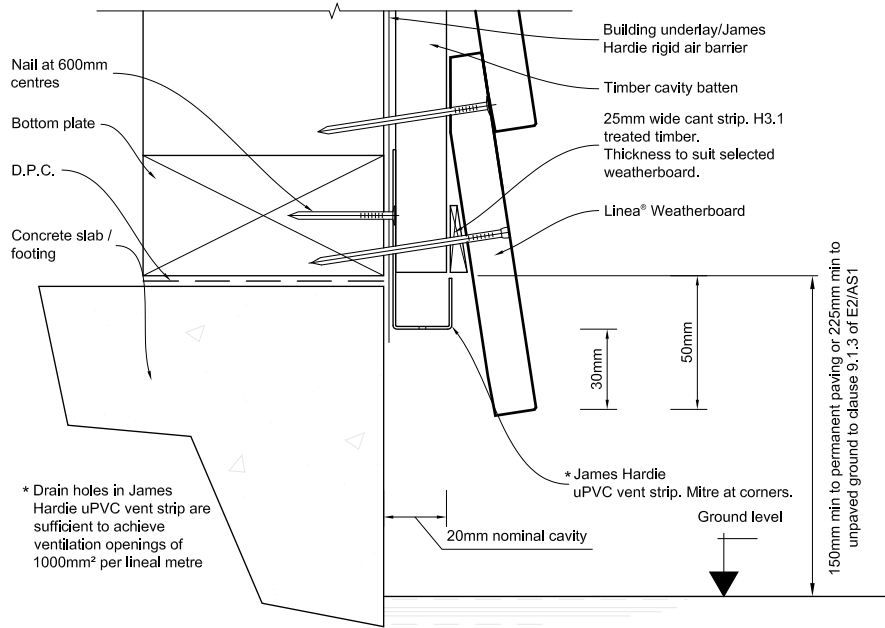 Building underlay/James
Hardie rigid air barrier
Nail at 600mm
centres
Timber cavity batten
25mm wide cant strip. H3.1
treated timber.
Thickness to suit selected
weatherboard.
Bottom plate
D.P.C.
Linea® Weatherboard
Concrete slab /
footing
30mm
50mm
150mm min to permanent paving or 225mm min to
unpaved ground to clause 9.1.3 of E2/AS1
* James Hardie
uPVC vent strip. Mitre at corners.
* Drain holes in James
Hardie uPVC vent strip are
sufficient to achieve
ventilation openings of
1000mm² per lineal metre
20mm nominal cavity
Ground level